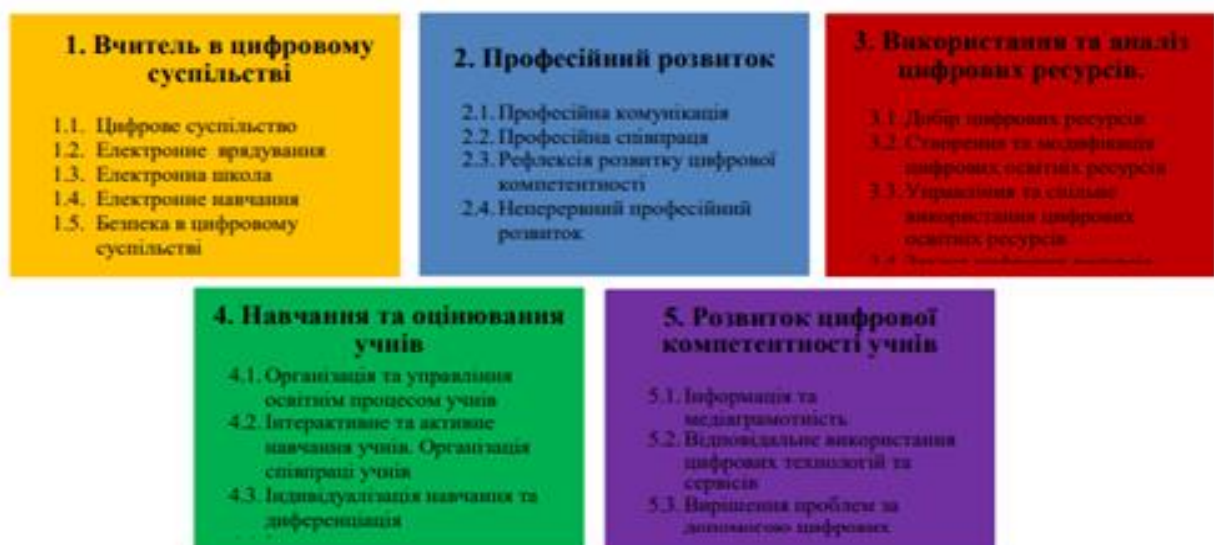 1. Вчитель в цифровому
суспільстві
1.1. Цифрове суспільство
1.2. Електронне врядування
1.3. Електронна школа
1.4. Електронне навчання
1.5. Безпека в цифровому
суспільстві
2. Професійний розвиток
2.1. Професійна комунікація
2.2. Професійна співпраця
2.3. Рефлексія розвитку цифрової
компетентності
2.4. Неперервний професійний
розвиток
3. Використання та аналіз
цифрових ресурсів.
3.1. Добір цифрових ресурсів
3.2. Створення та модифікація
цифрових освітніх ресурсів
3.3. Управління та спільне
використання цифрових
освітніх ресурсів
4. Навчання та оцінювання
учнів
4.1. Організація та управління
освітнім процесом учнів
4.2. Інтерактивне та активне
навчання учнів. Організація
співпраці учнів
4.3. Індивідуалізація навчання та
диференціація
5. Розвиток цифрової
компетентності учнів
5.1. Інформація та
медіаграмотність
5.2. Відповідальне використання
цифрових технологій та
сервісів
5.3. Вирішення проблем за
допомогою цифрових